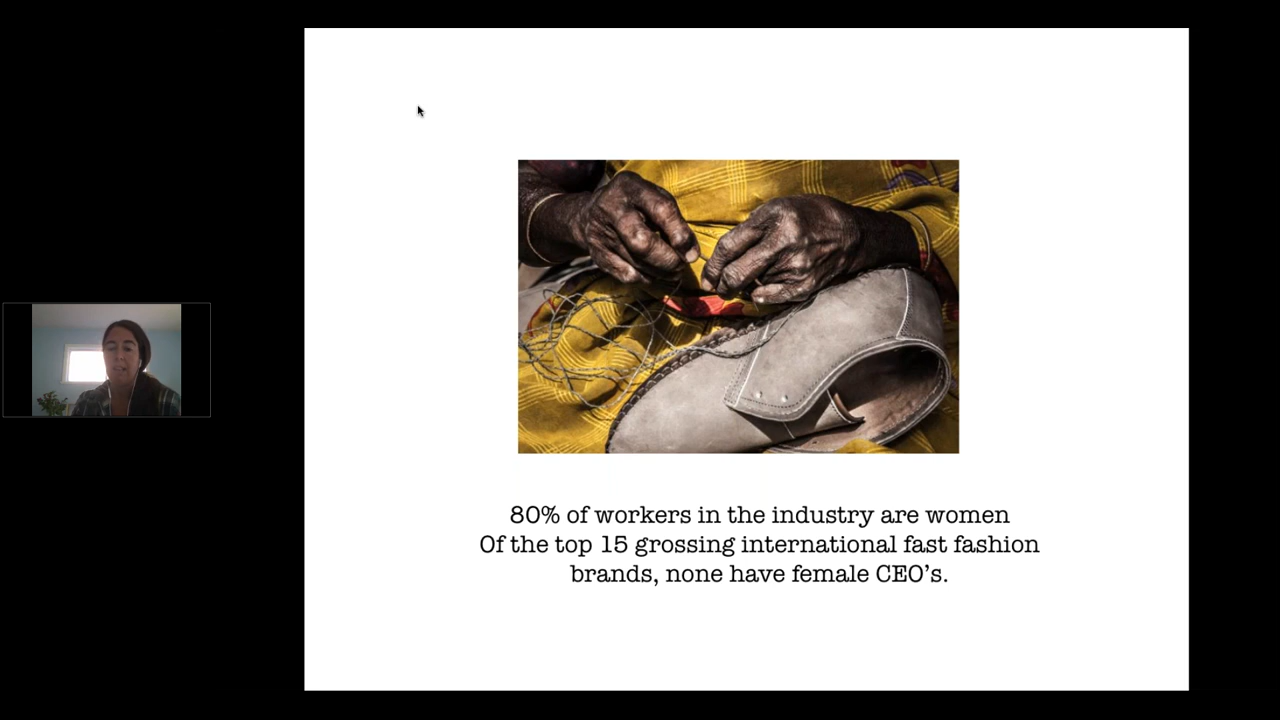 80% of workers in the industry are women
Of the top 15 grossing international fast fashion
brands, none have female CEO's.